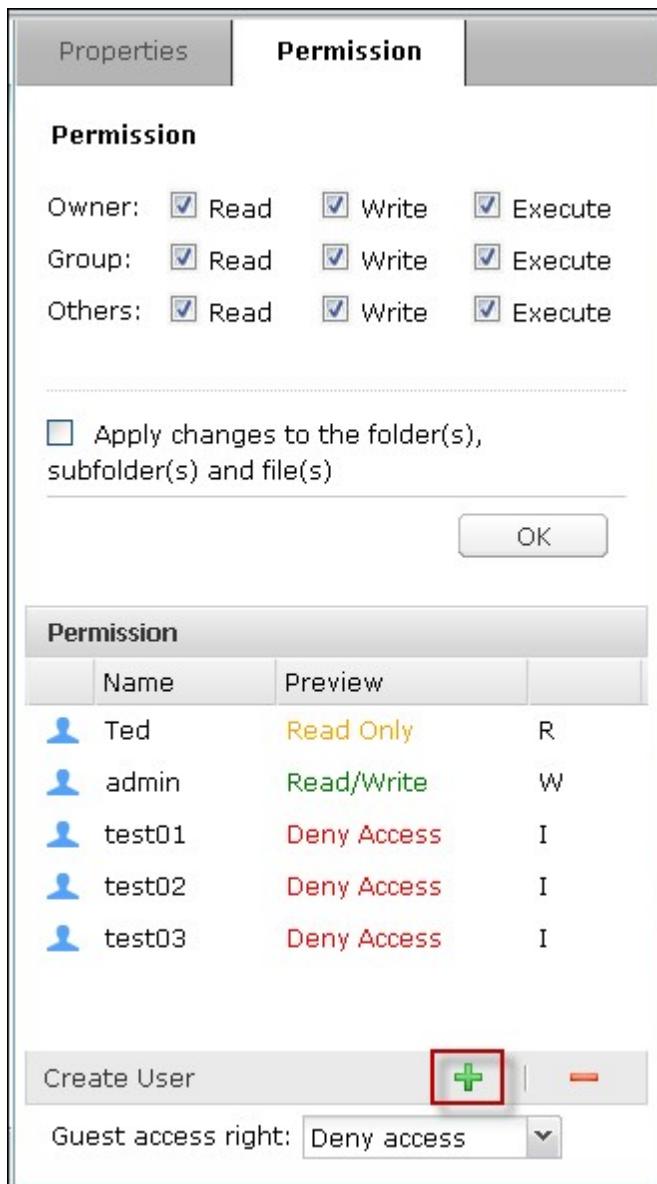 Properties Permission
Permission
Owner: Read Write Execute
Group: Read Write Execute
Others: Read Write Execute
Apply changes to the folder(s),
subfolder(s) and file(s)
OK
Permission
Name Preview
Ted Read Only R
admin Read/Write W
test01 Deny Access I
test02 Deny Access I
test03 Deny Access I
Create User
Guest access right: Deny access